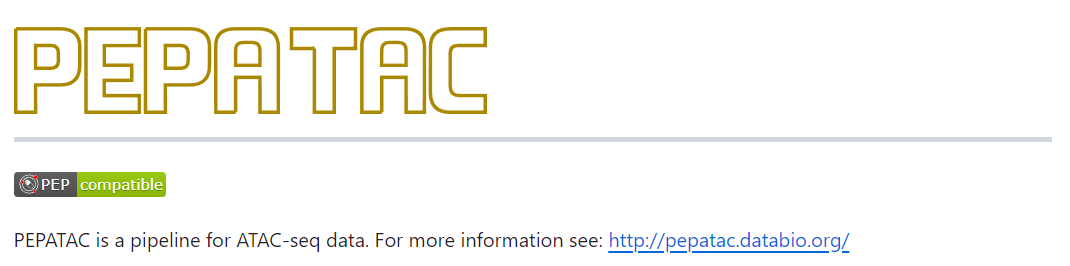 PEPATAC
PEP compatible
PEPATAC is a pipeline for ATAC-seq data. For more information see: http://pepatac.databio.org/